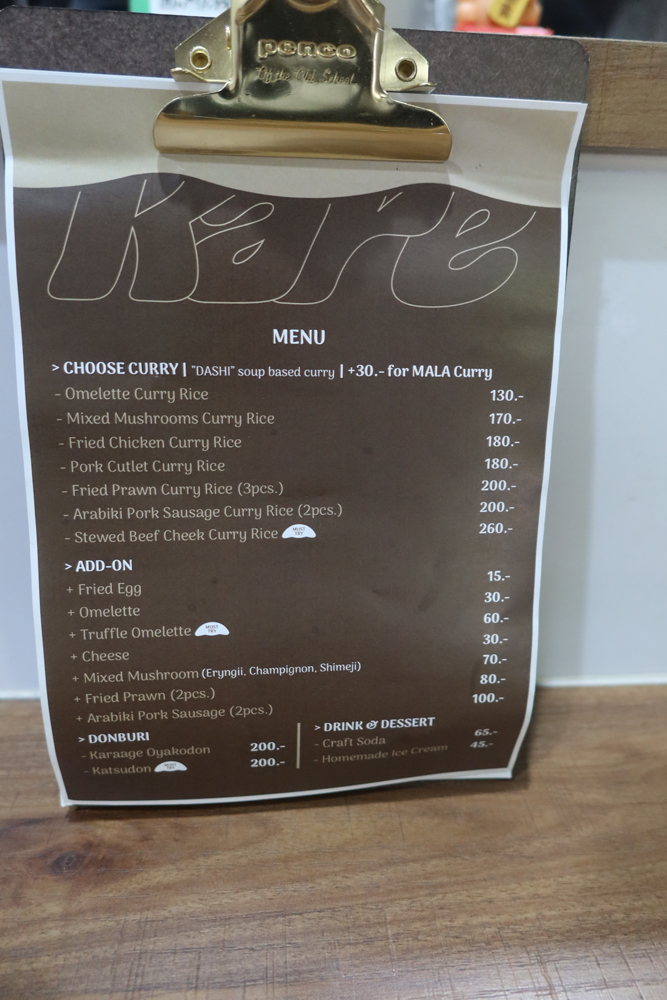 penco
Off the Old School
Kare
MENU
> CHOOSE CURRY | "DASHI" soup based curry | +30.- for MALA Curry
- Omelette Curry Rice 130.-
- Mixed Mushrooms Curry Rice 170.-
- Fried Chicken Curry Rice 180.-
- Pork Cutlet Curry Rice 180.-
- Fried Prawn Curry Rice (3pcs.) 200.-
- Arabiki Pork Sausage Curry Rice (2pcs.) 200.-
- Stewed Beef Cheek Curry Rice MUST TRY 260.-
> ADD-ON
+ Fried Egg 15.-
+ Omelette 30.-
+ Truffle Omelette MUST TRY 60.-
+ Cheese 30.-
+ Mixed Mushroom (Eryngii, Champignon, Shimeji) 70.-
+ Fried Prawn (2pcs.) 80.-
+ Arabiki Pork Sausage (2pcs.) 100.-
> DONBURI
- Karaage Oyakodon 200.-
- Katsudon MUST TRY 200.-
> DRINK & DESSERT
- Craft Soda 65.-
- Homemade Ice Cream 45.-